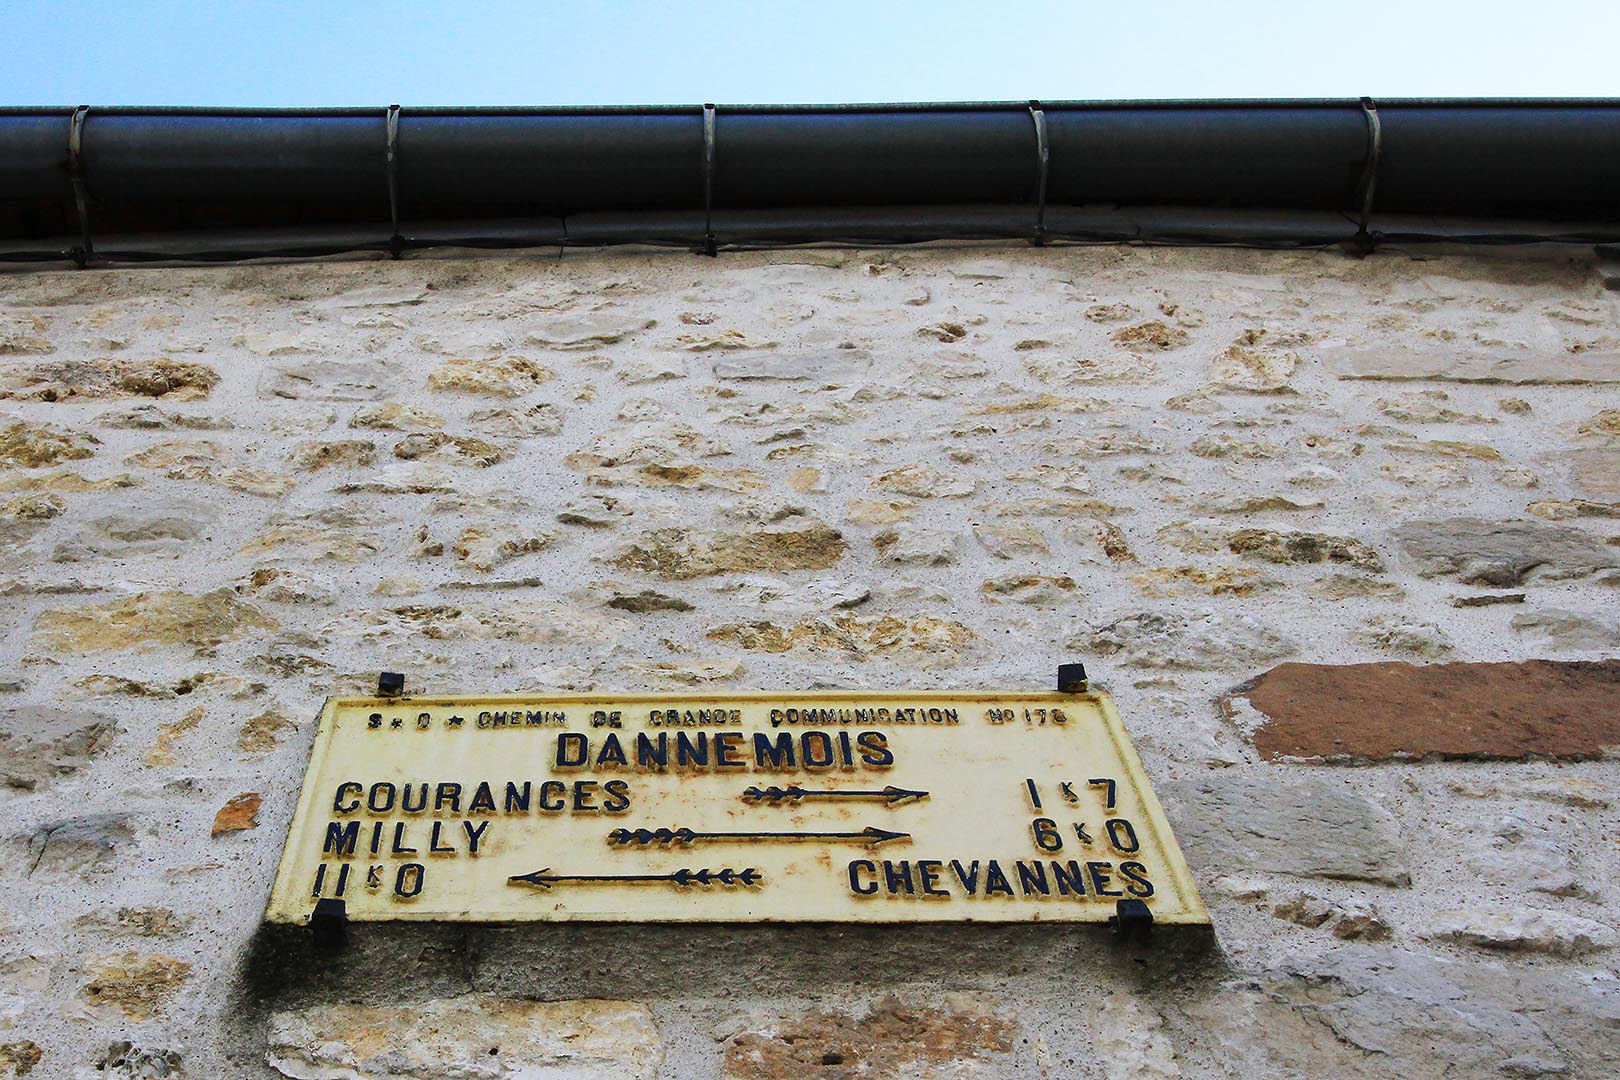 S * O ★ CHEMIN DE GRANDE COMMUNICATION No 178
DANNEMOIS
COURANCES 1K7
MILLY 6K0
11K0 CHEVANNES